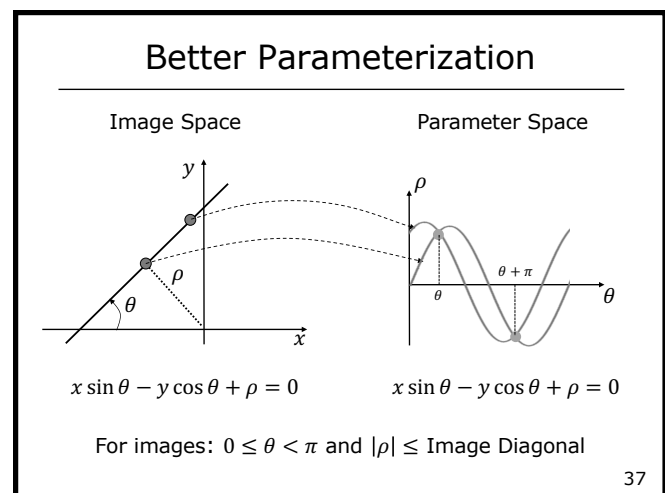 Better Parameterization
Image Space
Parameter Space
y
ρ
θ
x
ρ
θ + π
θ
θ
x sin θ − y cos θ + ρ = 0
x sin θ − y cos θ + ρ = 0
For images: 0 ≤ θ < π and |ρ| ≤ Image Diagonal
37